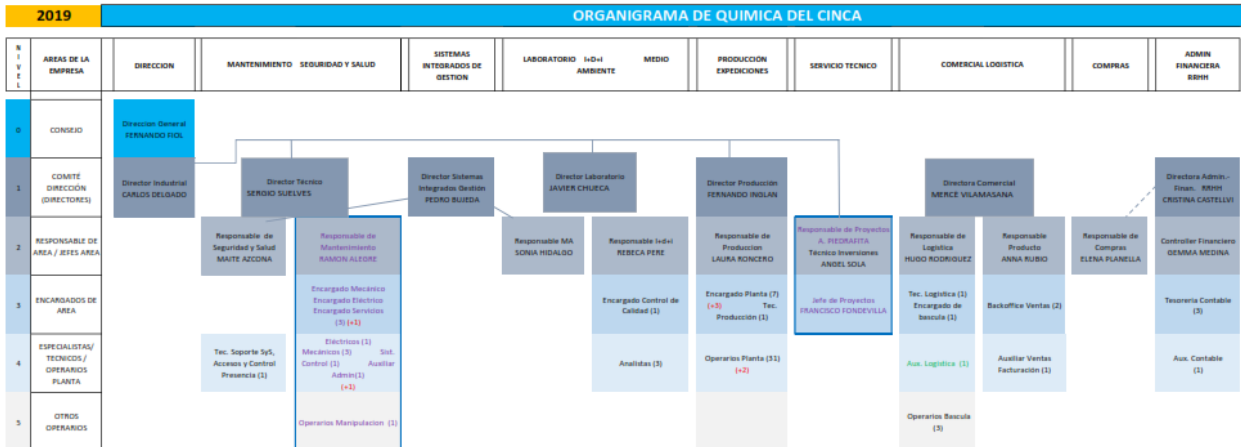 2019
ORGANIGRAMA DE QUIMICA DEL CINCA
N
I
V
E
L
AREAS DE LA
EMPRESA
DIRECCION
MANTENIMIENTO SEGURIDAD Y SALUD
SISTEMAS
INTEGRADOS DE
GESTION
LABORATORIO I+D+I MEDIO
AMBIENTE
PRODUCCIÓN
EXPEDICIONES
SERVICIO TECNICO
COMERCIAL LOGISTICA
COMPRAS
ADMIN
FINANCIERA
RRHH
0
CONSEJO
Direccion General
FERNANDO FIOL
1
COMITÉ
DIRECCIÓN
(DIRECTORES)
Director Industrial
CARLOS DELGADO
Director Técnico
SERGIO SUELVES
Director Sistemas
Integrados Gestión
PEDRO BUJEDA
Director Laboratorio
JAVIER CHUECA
Director Producción
FERNANDO INGLAN
Directora Comercial
MERCÈ VILAMASANA
Directora Admin.-
Finan. RRHH
CRISTINA CASTELLVI
2
RESPONSABLE DE
AREA / JEFES AREA
Responsable de
Seguridad y Salud
MAITE AZCONA
Responsable de
Mantenimiento
RAMON ALEGRE
Responsable MA
SONIA HIDALGO
Responsable I+d+i
REBECA PERE
Responsable de
Produccion
LAURA RONCERO
Responsable de Proyectos
A. PIEDRAFITA
Técnico Inversiones
ANGEL SOLA
Responsable de
Logistica
HUGO RODRIGUEZ
Responsable
Producto
ANNA RUBIO
Responsable de
Compras
ELENA PLANELLA
Controller Financiero
GEMMA MEDINA
3
ENCARGADOS DE
AREA
Encargado Mecánico
Encargado Eléctrico
Encargado Servicios
(3) (+1)
Encargado Control de
Calidad (1)
Encargado Planta (7)
(+3) Tec.
Producción (1)
Jefe de Proyectos
FRANCISCO FONDEVILLA
Tec. Logistica (1)
Encargado de
bascula (1)
Backoffice Ventas (2)
Tesoreria Contable
(3)
4
ESPECIALISTAS/
TECNICOS /
OPERARIOS
PLANTA
Tec. Soporte SyS,
Accesos y Control
Presencia (1)
Eléctricos (1)
Mecánicos (3) Sist.
Control (1) Auxiliar
Admin(1)
(+1)
Analistas (3)
Operarios Planta (31)
(+2)
Aux. Logistica (1)
Auxiliar Ventas
Facturación (1)
Aux. Contable
(1)
5
OTROS
OPERARIOS
Operarios Manipulacion (1)
Operarios Bascula
(3)